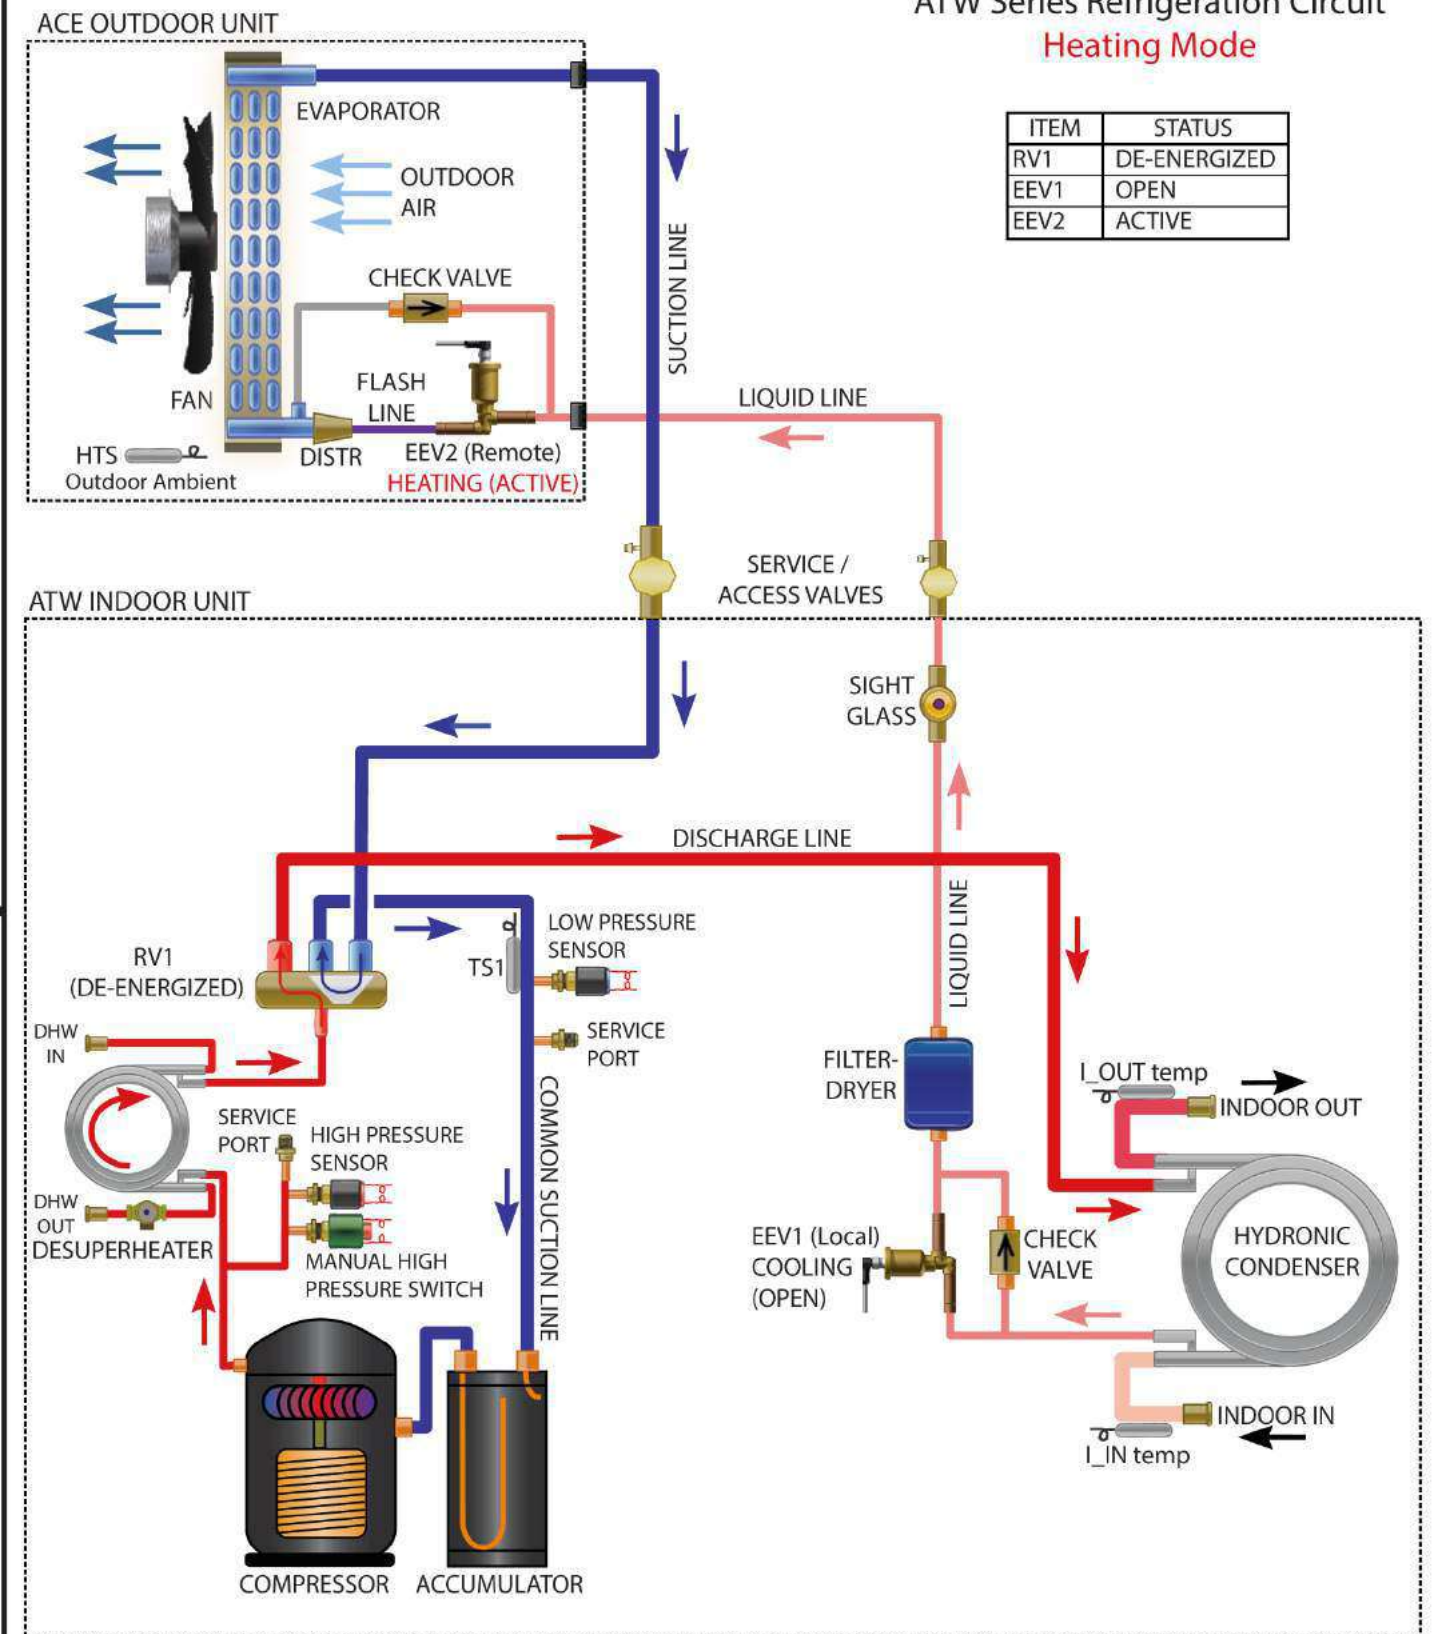 ACE OUTDOOR UNIT
ATW Series Refrigeration Circuit
Heating Mode
ITEM STATUS
RV1 DE-ENERGIZED
EEV1 OPEN
EEV2 ACTIVE
EVAPORATOR
OUTDOOR
AIR
CHECK VALVE
SUCTION LINE
FLASH
LINE
FAN
LIQUID LINE
HTS
Outdoor Ambient
DISTR
EEV2 (Remote)
HEATING (ACTIVE)
SERVICE /
ACCESS VALVES
ATW INDOOR UNIT
SIGHT
GLASS
DISCHARGE LINE
LIQUID LINE
RV1
(DE-ENERGIZED)
TS1
LOW PRESSURE
SENSOR
SERVICE
PORT
DHW
IN
FILTER-
DRYER
I_OUT temp
INDOOR OUT
COMMON SUCTION LINE
SERVICE
PORT
HIGH PRESSURE
SENSOR
DHW
OUT
DESUPERHEATER
MANUAL HIGH
PRESSURE SWITCH
EEV1 (Local)
COOLING
(OPEN)
CHECK
VALVE
HYDRONIC
CONDENSER
INDOOR IN
I_IN temp
COMPRESSOR
ACCUMULATOR